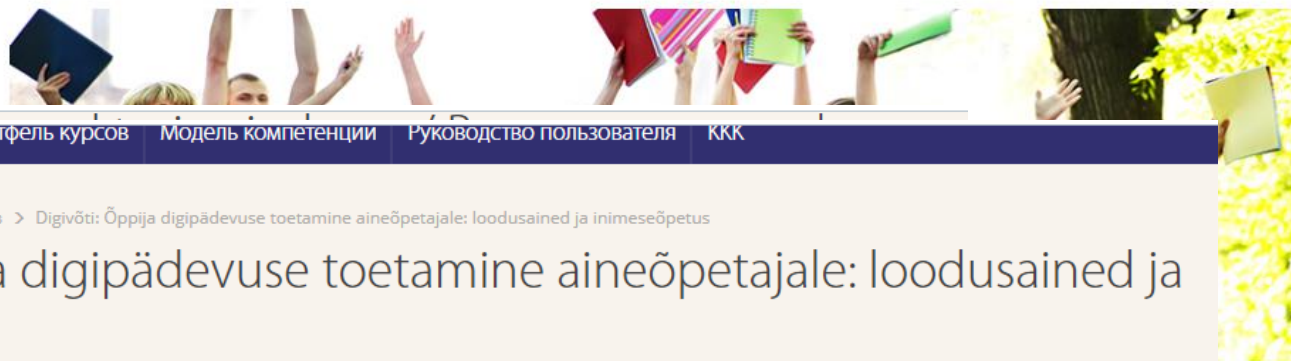 тфель курсов Модель компетенции Руководство пользователя ККК
> Digivõti: Õppija digipädevuse toetamine aineõpetajale: loodusained ja inimeseõpetus
digipädevuse toetamine aineõpetajale: loodusained ja